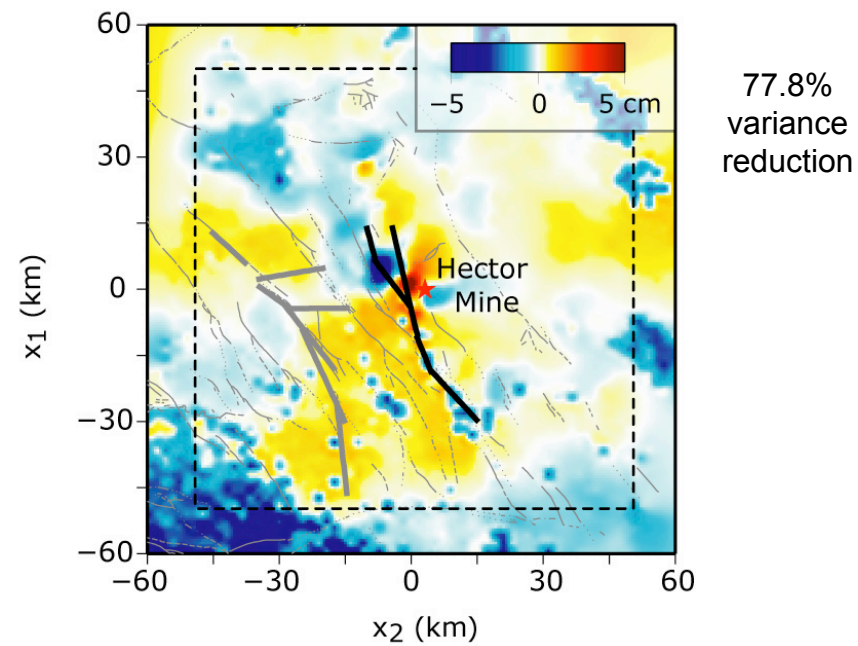 60
30
0
−30
−60
−60
−30
0
30
60
x1 (km)
x2 (km)
−5
0
5 cm
Hector
Mine
77.8%
variance
reduction